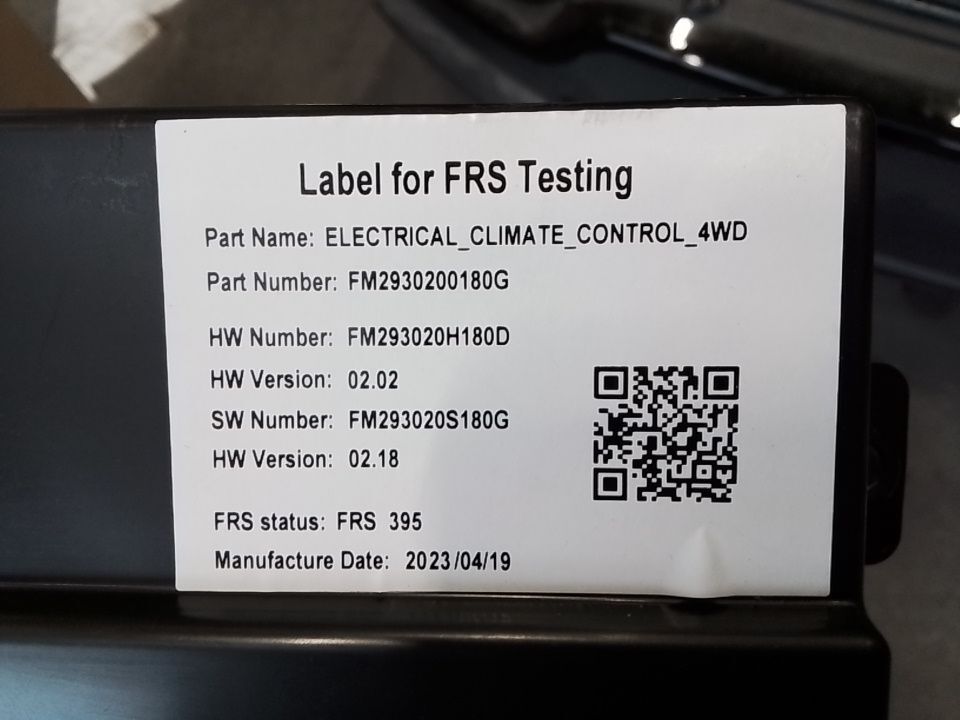 Label for FRS Testing
Part Name: ELECTRICAL_CLIMATE_CONTROL_4WD
Part Number: FM2930200180G
HW Number: FM293020H180D
HW Version: 02.02
SW Number: FM293020S180G
HW Version: 02.18
FRS status: FRS 395
Manufacture Date: 2023/04/19